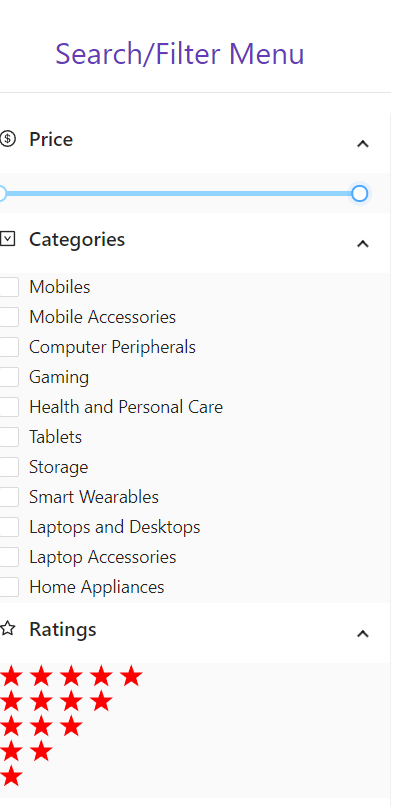 Search/Filter Menu
Price
Categories
Mobiles
Mobile Accessories
Computer Peripherals
Gaming
Health and Personal Care
Tablets
Storage
Smart Wearables
Laptops and Desktops
Laptop Accessories
Home Appliances
Ratings